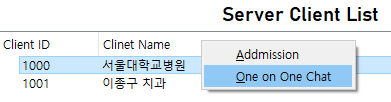 Server Client List
Client ID Clinet Name
Addmission
1000 서울대학교병원
One on One Chat
1001 이종구 치과